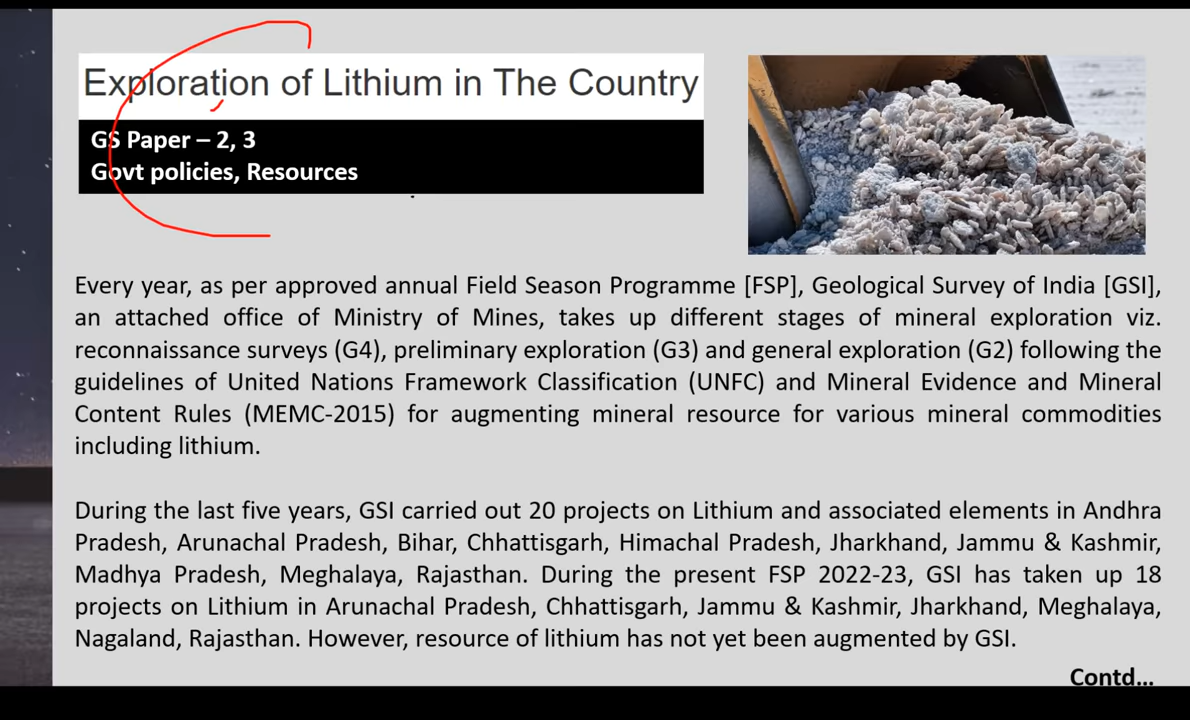 Exploration of Lithium in The Country
GS Paper – 2, 3
Govt policies, Resources
Every year, as per approved annual Field Season Programme [FSP], Geological Survey of India [GSI],
an attached office of Ministry of Mines, takes up different stages of mineral exploration viz.
reconnaissance surveys (G4), preliminary exploration (G3) and general exploration (G2) following the
guidelines of United Nations Framework Classification (UNFC) and Mineral Evidence and Mineral
Content Rules (MEMC-2015) for augmenting mineral resource for various mineral commodities
including lithium.
During the last five years, GSI carried out 20 projects on Lithium and associated elements in Andhra
Pradesh, Arunachal Pradesh, Bihar, Chhattisgarh, Himachal Pradesh, Jharkhand, Jammu & Kashmir,
Madhya Pradesh, Meghalaya, Rajasthan. During the present FSP 2022-23, GSI has taken up 18
projects on Lithium in Arunachal Pradesh, Chhattisgarh, Jammu & Kashmir, Jharkhand, Meghalaya,
Nagaland, Rajasthan. However, resource of lithium has not yet been augmented by GSI.
Contd...